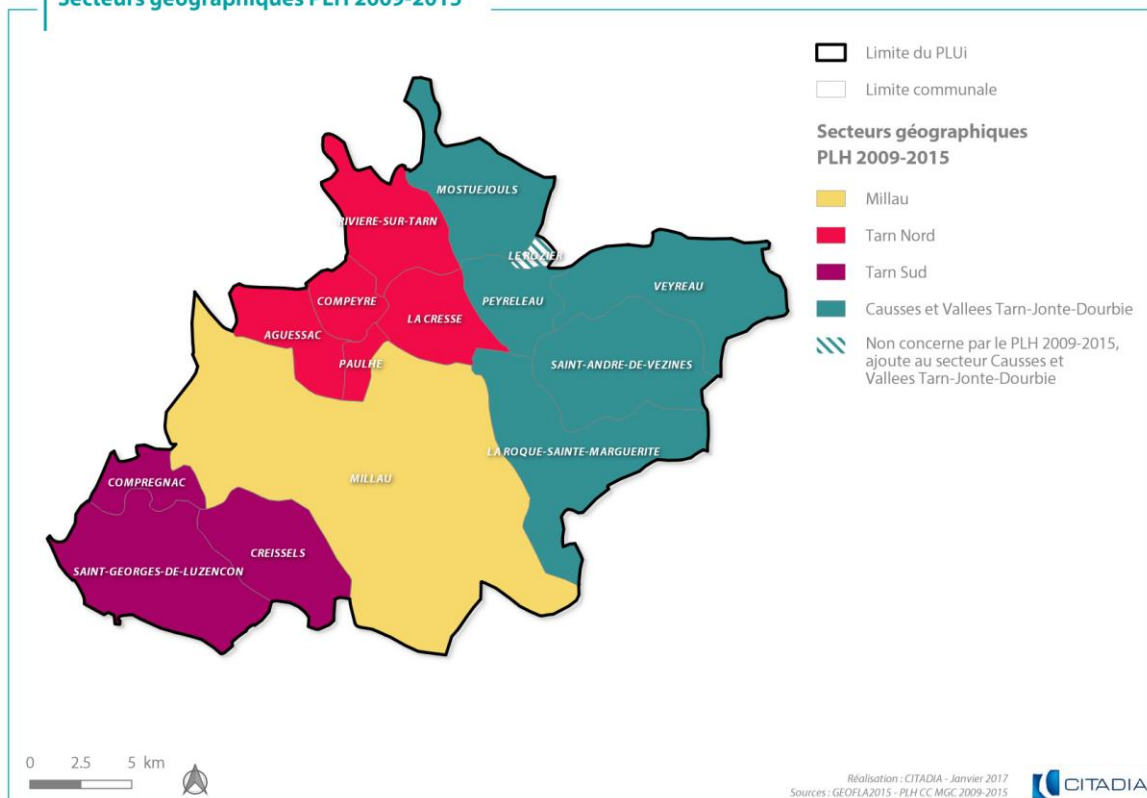 Secteurs géographiques PLH 2009-2015
Limite du PLUi
Limite communale
Secteurs géographiques
PLH 2009-2015
Millau
Tarn Nord
Tarn Sud
Causses et Vallees Tarn-Jonte-Dourbie
Non concerne par le PLH 2009-2015,
ajoute au secteur Causses et
Vallees Tarn-Jonte-Dourbie
MOSTUEJOULS
RIVIERE-SUR-TARN
LE ROZIER
VEYREAU
COMPEYRE
PEYRELEAU
LA CRESSE
AGUESSAC
PAULHE
SAINT-ANDRE-DE-VEZINES
LA ROQUE-SAINTE-MARGUERITE
MILLAU
COMPREGNAC
CREISSELS
SAINT-GEORGES-DE-LUZENCON
0 2.5 5 km
Réalisation : CITADIA - Janvier 2017
Sources : GEOFLA2015 - PLH CC MGC 2009-2015
CITADIA